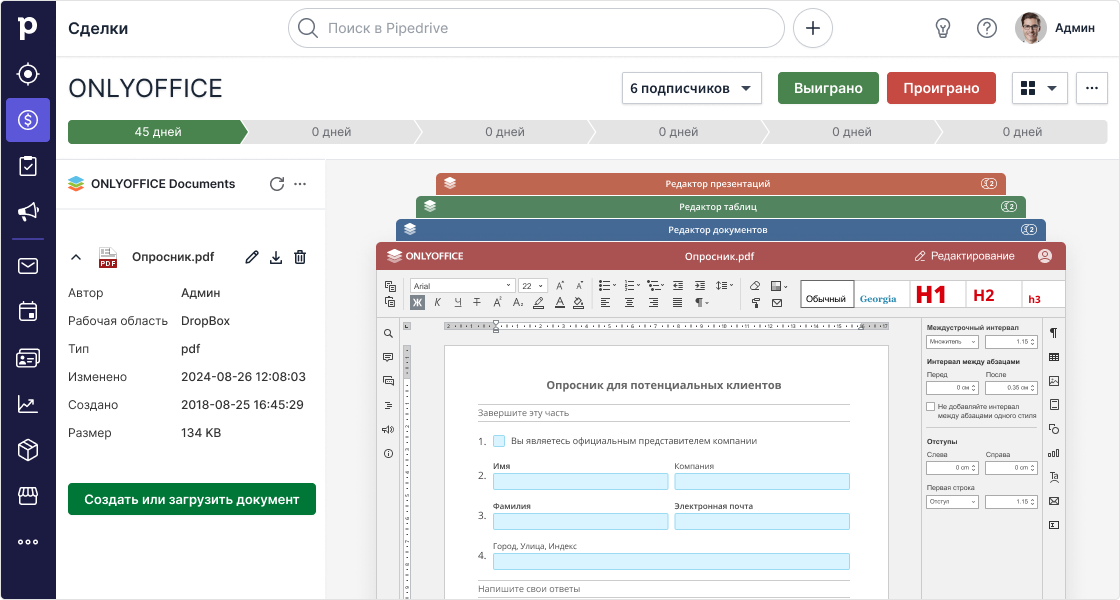 Сделки
Поиск в Pipedrive
Админ
ONLYOFFICE
6 подписчиков
Выиграно
Проиграно
45 дней
0 дней
0 дней
0 дней
0 дней
0 дней
ONLYOFFICE Documents
Опросник.pdf
Автор Админ
Рабочая область DropBox
Тип pdf
Изменено 2024-08-26 12:08:03
Создано 2018-08-25 16:45:29
Размер 134 KB
Создать или загрузить документ
Редактор презентаций
2
Редактор таблиц
2
Редактор документов
2
ONLYOFFICE
Опросник.pdf
Редактирование
Arial
22
Обычный
Georgia
H1
H2
h3
Опросник для потенциальных клиентов
Завершите эту часть
1. Вы являетесь официальным представителем компании
2. Имя Компания
3. Фамилия Электронная почта
4. Город, Улица, Индекс
Напишите свои ответы
Междустрочный интервал
Множитель 1.15
Интервал между абзацами
Перед После
0 см 0.35 см
Не добавляйте интервал
между абзацами одного стиля
Отступы
Слева Справа
0 cm 0 cm
Первая строка
Отступ 1.15